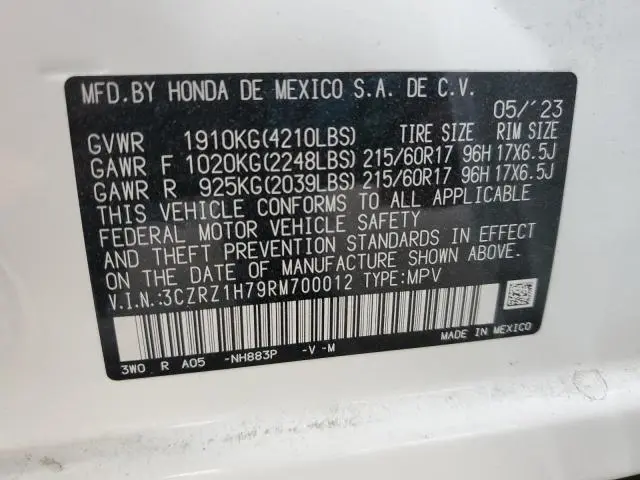 MFD.BY HONDA DE MEXICO S.A. DE C.V.
05/'23
GVWR 1910KG(4210LBS) TIRE SIZE RIM SIZE
GAWR F 1020KG(2248LBS) 215/60R17 96H 17X6.5J
GAWR R 925KG(2039LBS) 215/60R17 96H 17X6.5J
THIS VEHICLE CONFORMS TO ALL APPLICABLE
FEDERAL MOTOR VEHICLE SAFETY
AND THEFT PREVENTION STANDARDS IN EFFECT
ON THE DATE OF MANUFACTURE SHOWN ABOVE.
V.I.N.:3CZRZ1H79RM700012 TYPE:MPV
MADE IN MEXICO
3W0 R A05 -NH883P -V -M